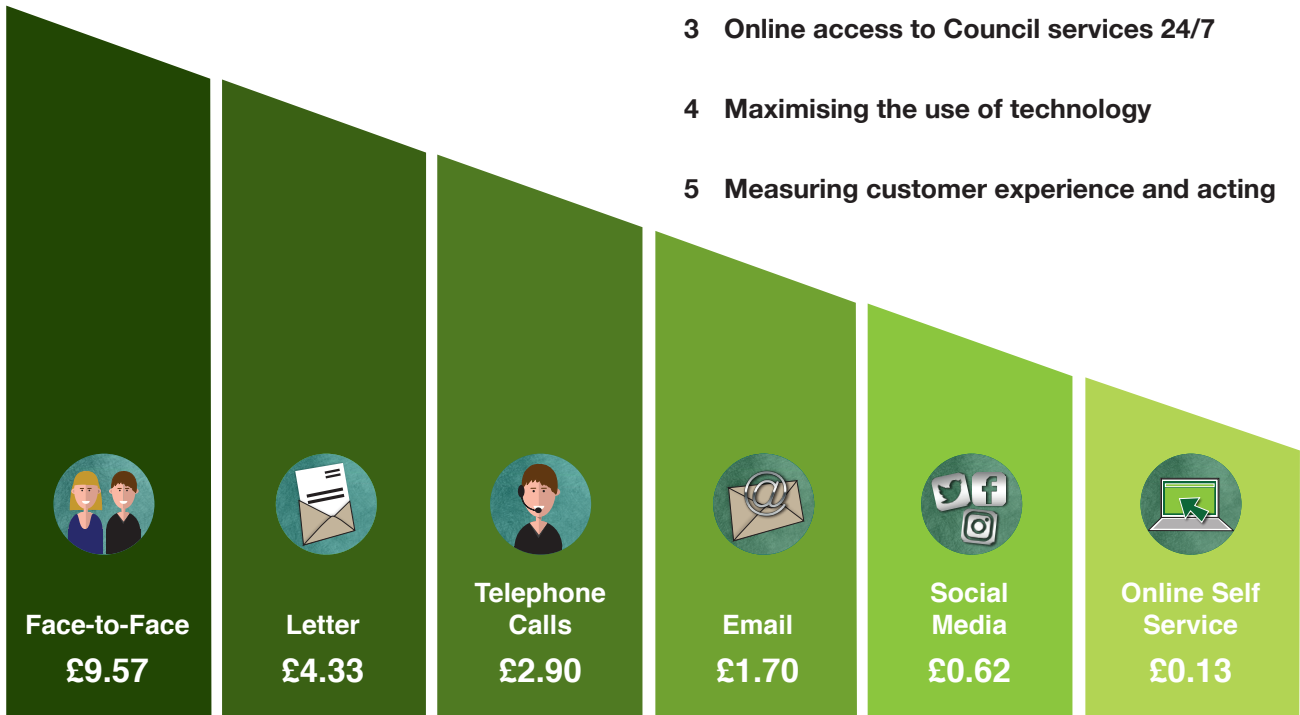 3 Online access to Council services 24/7
4 Maximising the use of technology
5 Measuring customer experience and acting
Face-to-Face
£9.57
Letter
£4.33
Telephone
Calls
£2.90
@
Email
£1.70
f
Social
Media
£0.62
Online Self
Service
£0.13